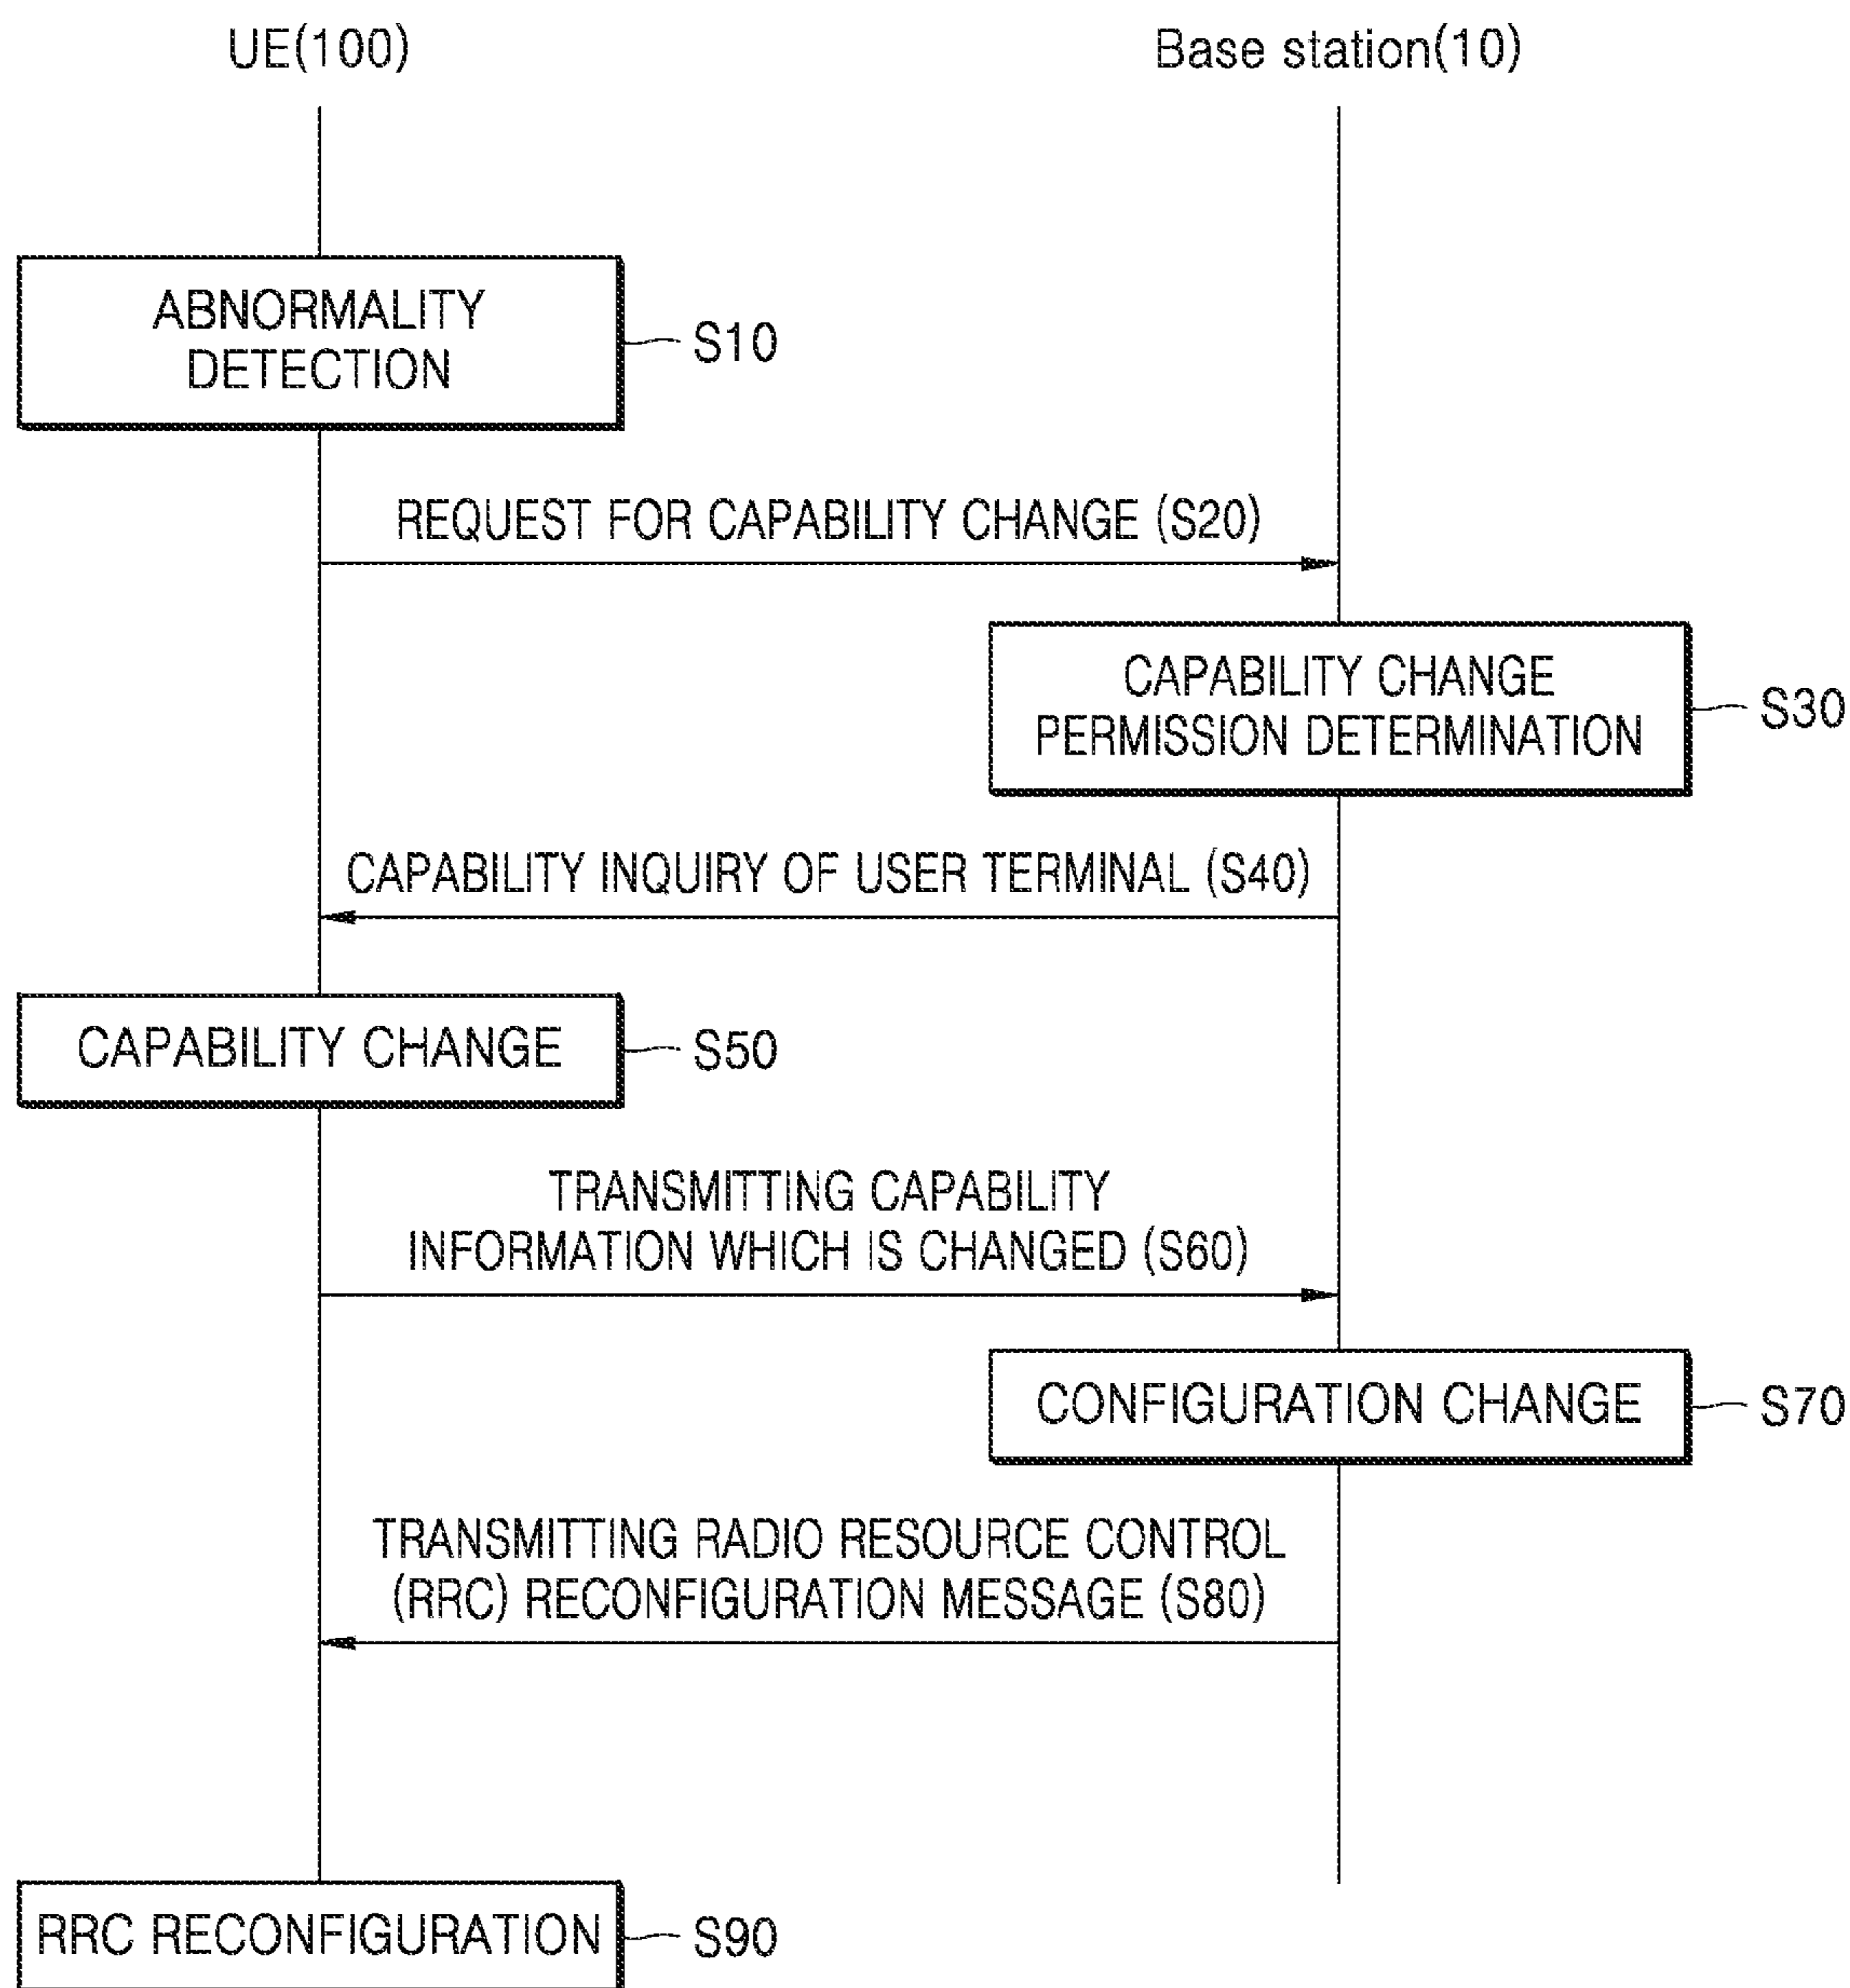 UE(100)
Base station(10)
ABNORMALITY
DETECTION
S10
REQUEST FOR CAPABILITY CHANGE (S20)
CAPABILITY CHANGE
PERMISSION DETERMINATION
S30
CAPABILITY INQUIRY OF USER TERMINAL (S40)
CAPABILITY CHANGE
S50
TRANSMITTING CAPABILITY
INFORMATION WHICH IS CHANGED (S60)
CONFIGURATION CHANGE
S70
TRANSMITTING RADIO RESOURCE CONTROL
(RRC) RECONFIGURATION MESSAGE (S80)
RRC RECONFIGURATION
S90